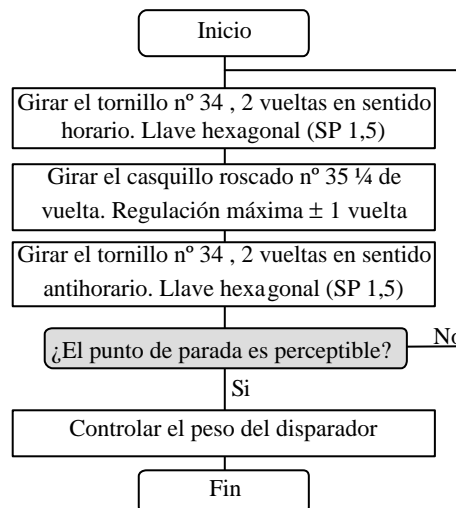 Inicio
Girar el tornillo nº 34 , 2 vueltas en sentido
horario. Llave hexagonal (SP 1,5)
Girar el casquillo roscado nº 35 ¼ de
vuelta. Regulación máxima ± 1 vuelta
Girar el tornillo nº 34 , 2 vueltas en sentido
antihorario. Llave hexagonal (SP 1,5)
¿El punto de parada es perceptible?
No
Si
Controlar el peso del disparador
Fin